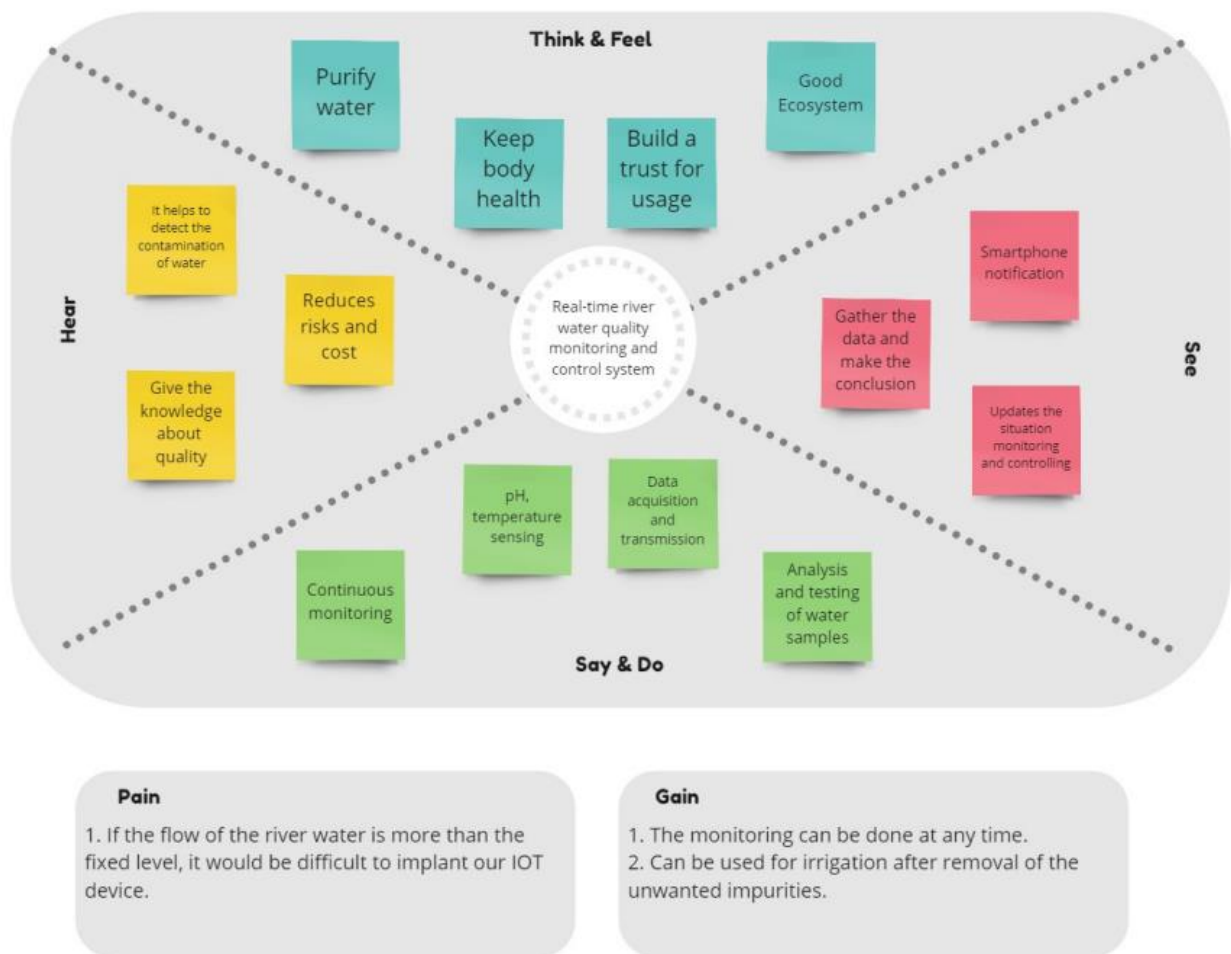 Think & Feel
Purify
water
Keep
body
health
Build a
trust for
usage
Good
Ecosystem
Hear
It helps to
detect the
contamination
of water
Reduces
risks and
cost
Give the
knowledge
about
quality
Real-time river
water quality
monitoring and
control system
See
Smartphone
notification
Gather the
data and
make the
conclusion
Updates the
situation
monitoring
and controlling
pH,
temperature
sensing
Data
acquisition
and
transmission
Continuous
monitoring
Analysis
and testing
of water
samples
Say & Do
Pain
1. If the flow of the river water is more than the
fixed level, it would be difficult to implant our IOT
device.
Gain
1. The monitoring can be done at any time.
2. Can be used for irrigation after removal of the
unwanted impurities.